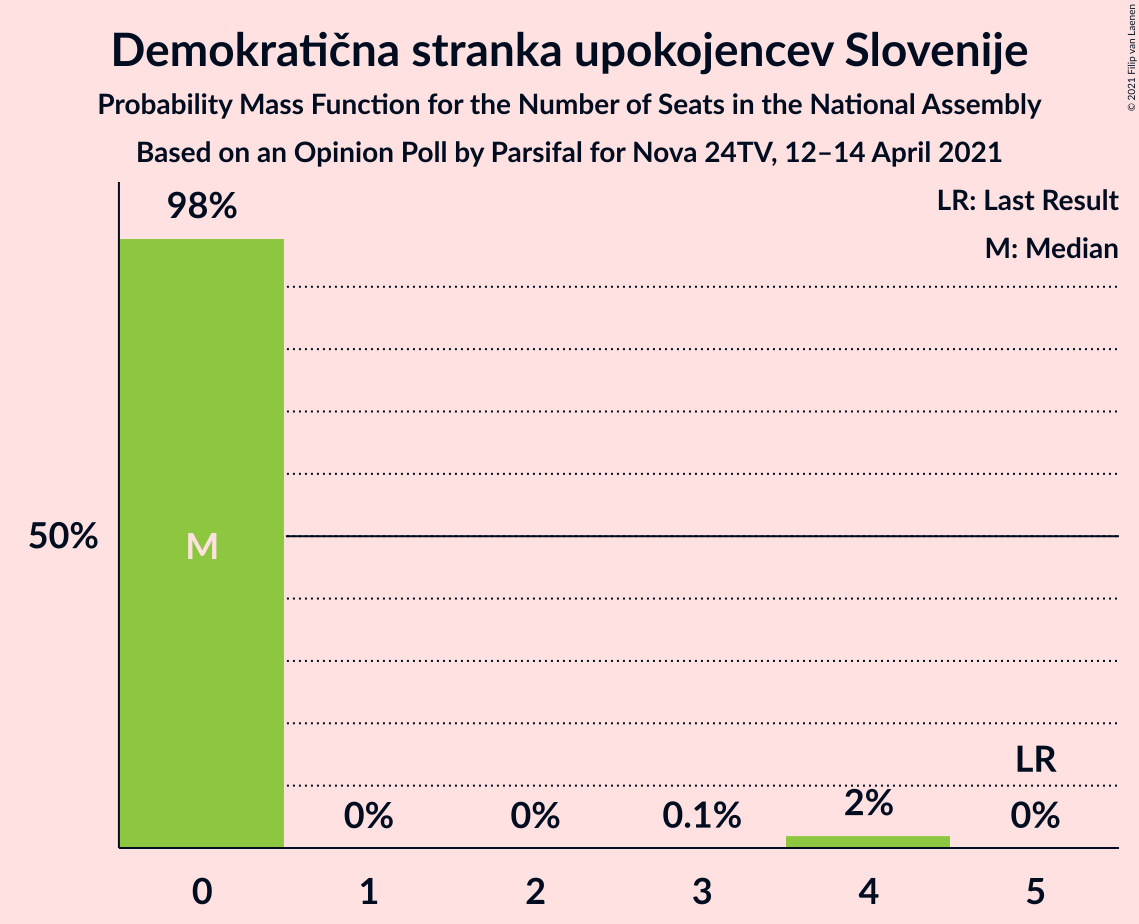 Demokratična stranka upokojencev Slovenije
Probability Mass Function for the Number of Seats in the National Assembly
Based on an Opinion Poll by Parsifal for Nova 24TV, 12–14 April 2021
© 2021 Filip van Laenen
LR: Last Result
M: Median
98%
50%
M
LR
0% 0% 0.1% 2% 0%
0 1 2 3 4 5